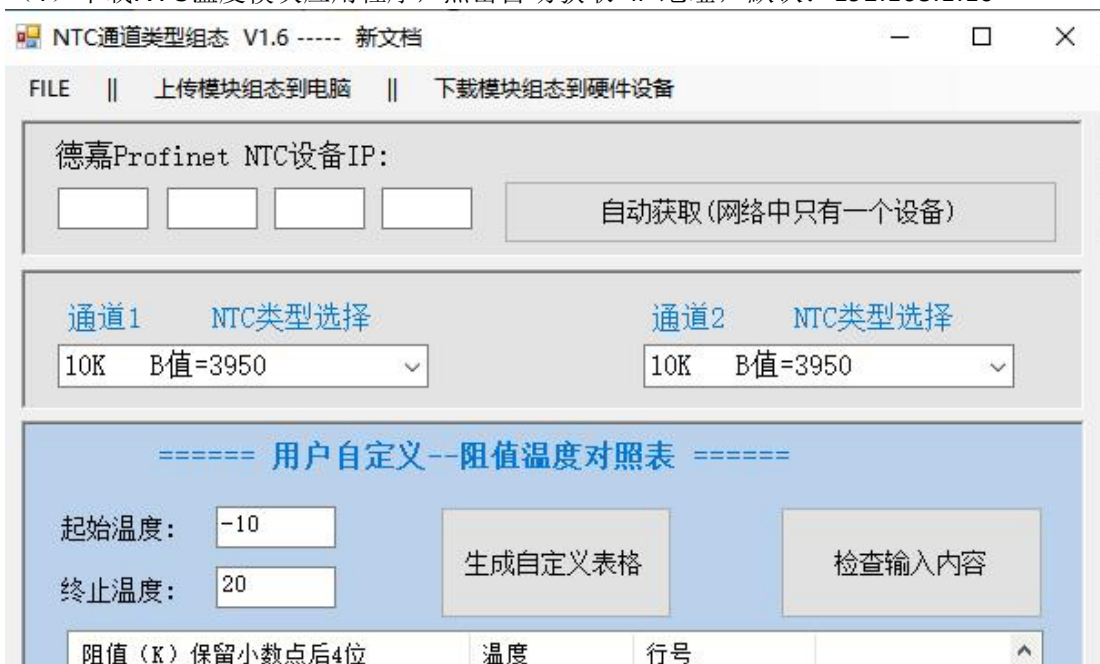 NTC通道类型组态 V1.6 ----- 新文档
FILE || 上传模块组态到电脑 || 下载模块组态到硬件设备
德嘉Profinet NTC设备IP:
自动获取(网络中只有一个设备)
通道1 NTC类型选择 通道2 NTC类型选择
10K B值=3950 10K B值=3950
====== 用户自定义--阻值温度对照表 ======
起始温度: -10
生成自定义表格 检查输入内容
终止温度: 20
阻值（K）保留小数点后4位 温度 行号